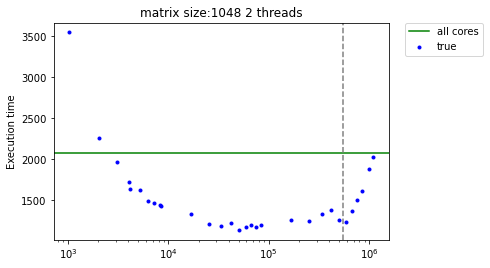 matrix size:1048 2 threads
3500
3000
2500
2000
1500
Execution time
10³
10⁴
10⁵
10⁶
all cores
true